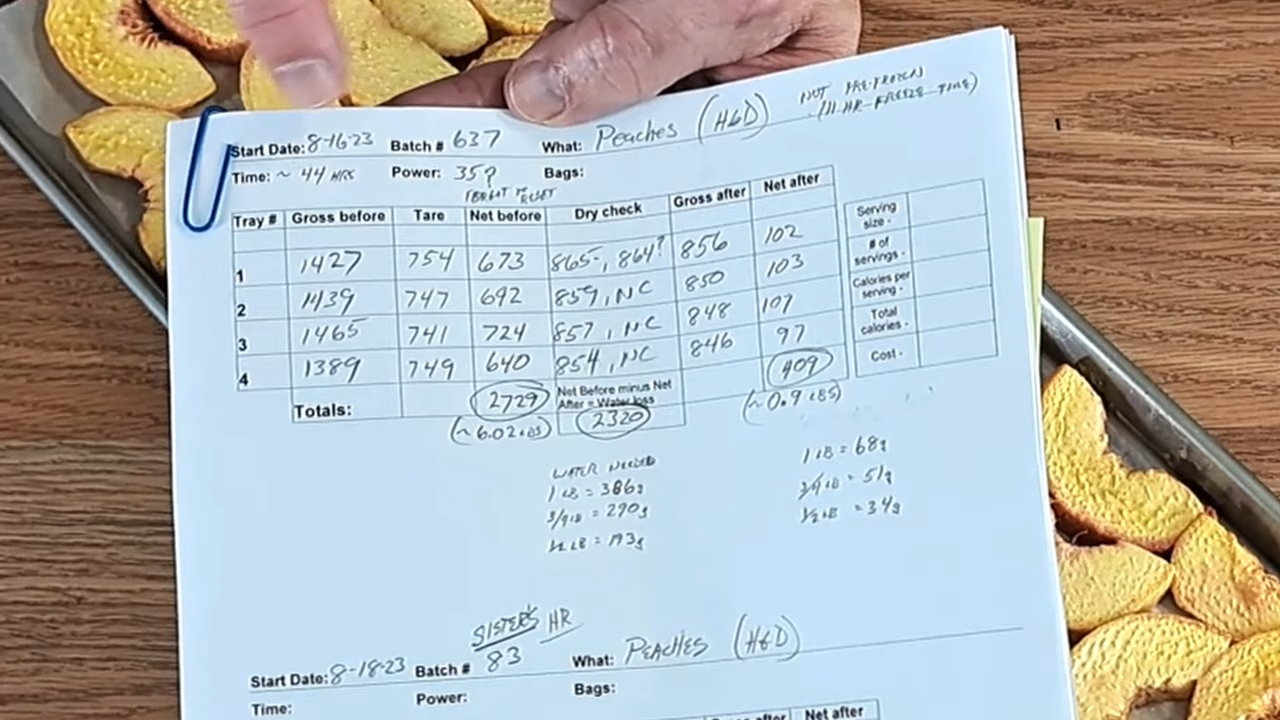 NOT PRE-FROZEN
Start Date: 8-16-23 Batch # 637 What: Peaches (H&D) (11 HR FREEZE TIME)
Time: ~ 44 HRS Power: 35? Bags:
FORGOT TO RESET
Tray # Gross before Tare Net before Dry check Gross after Net after
1 1427 754 673 865-, 864? 856 102
2 1439 747 692 859, NC 850 103
3 1465 741 724 857, NC 848 107
4 1389 749 640 854, NC 846 97
Totals: 2729 Net Before minus Net After = Water loss 2320 409
(~ 6.02 LBS) (~ 0.9 LBS)
Serving size -
# of servings -
Calories per serving -
Total calories -
Cost -
WATER NEEDED
1 LB = 386g
3/4 LB = 290g
1/2 LB = 193g
1 LB = 68g
3/4 LB = 51g
1/2 LB = 34g
SISTER'S HR
Start Date: 8-18-23 Batch # 83 What: PEACHES (H&D)
Time: Power: Bags:
Gross after Net after